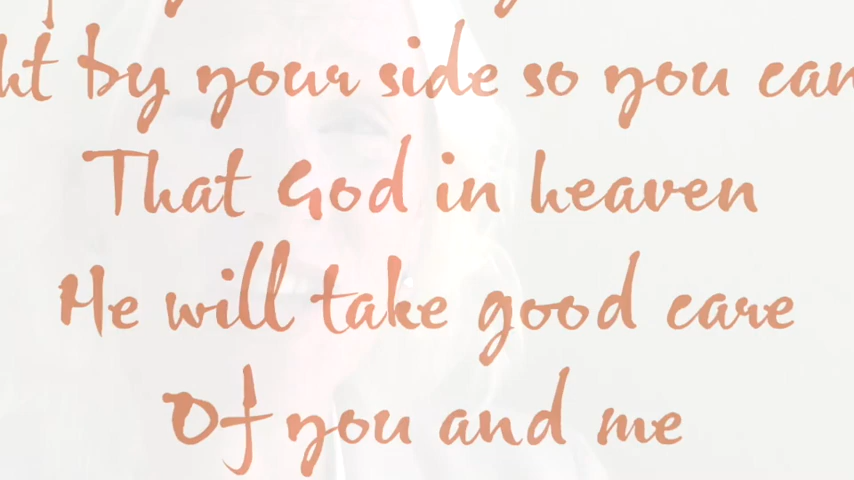 by your side so you can
That God in heaven
He will take good care
Of you and me